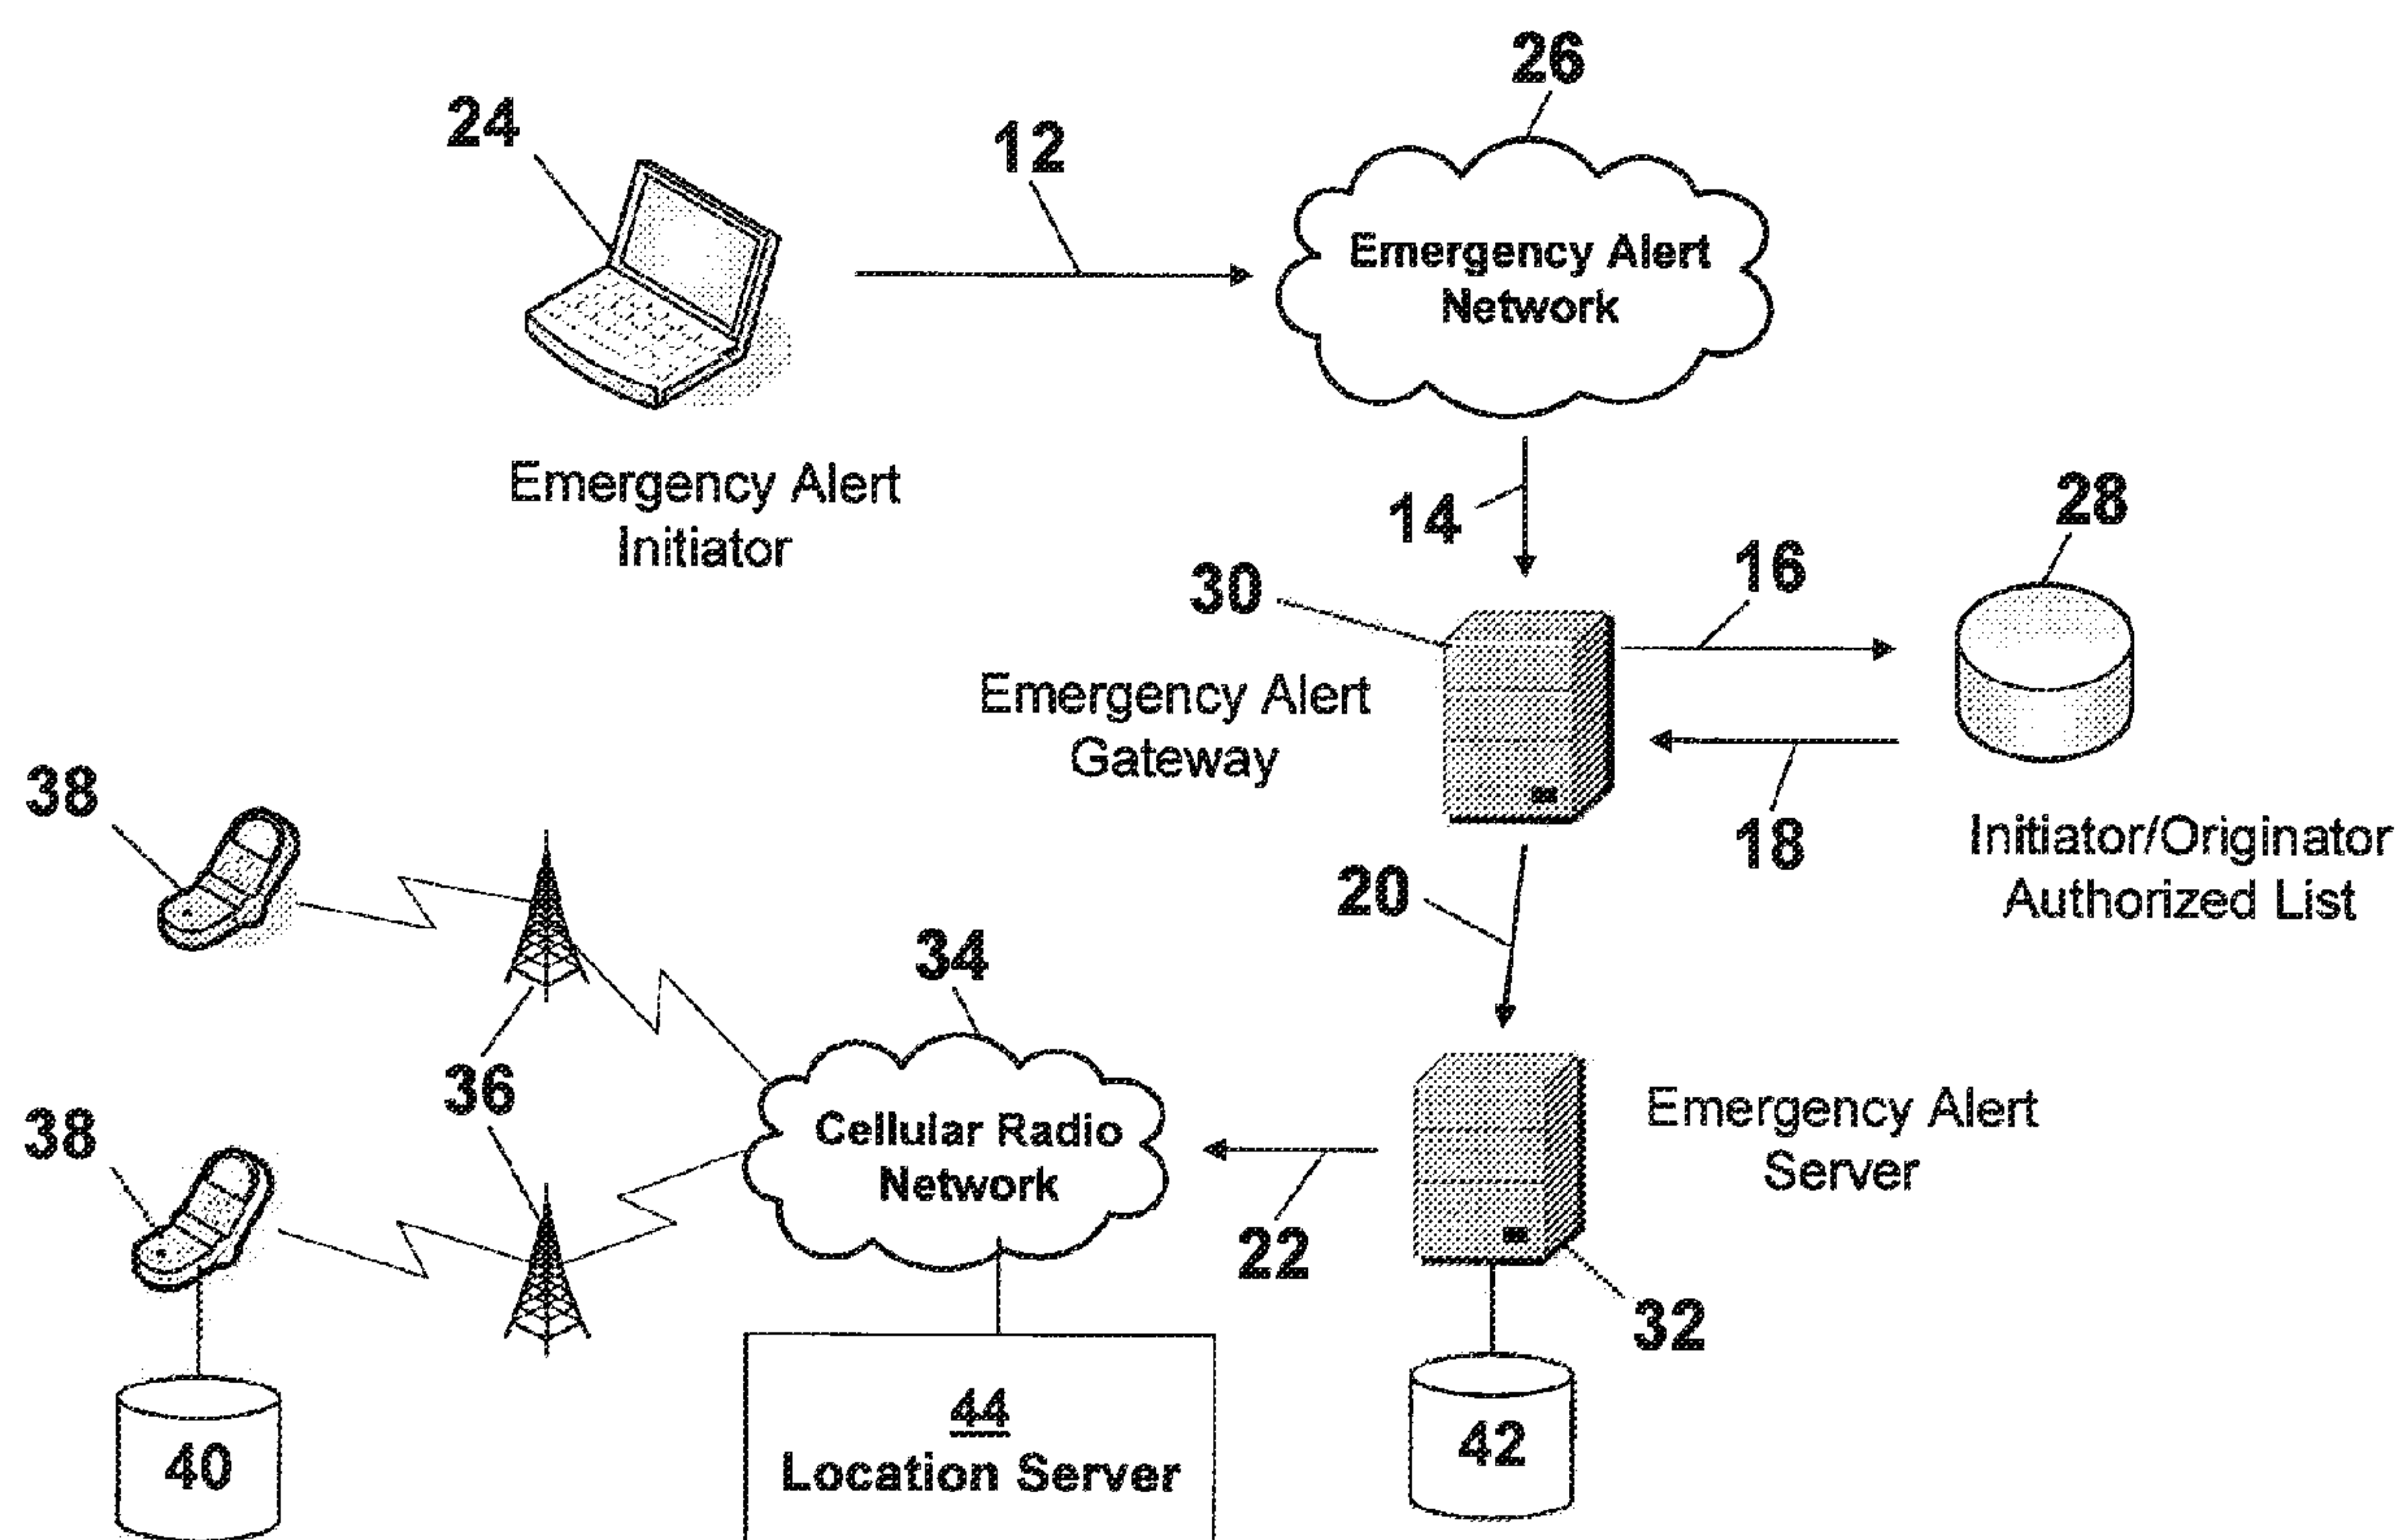 26
24
12
Emergency Alert
Network
Emergency Alert
Initiator
14
28
16
30
Emergency Alert
Gateway
18
Initiator/Originator
Authorized List
38
20
34
36
Cellular Radio
Network
Emergency Alert
Server
38
22
32
40
44
Location Server
42